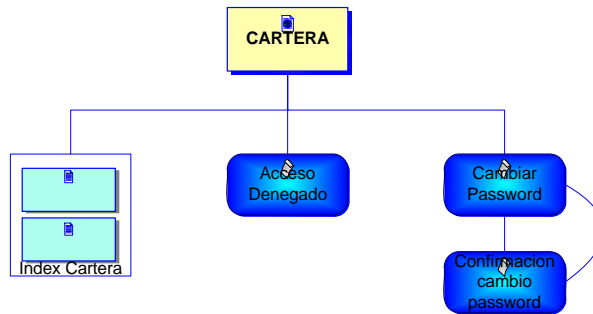 CARTERA
Acceso
Denegado
Cambiar
Password
Index Cartera
Confirmacion
cambio
password